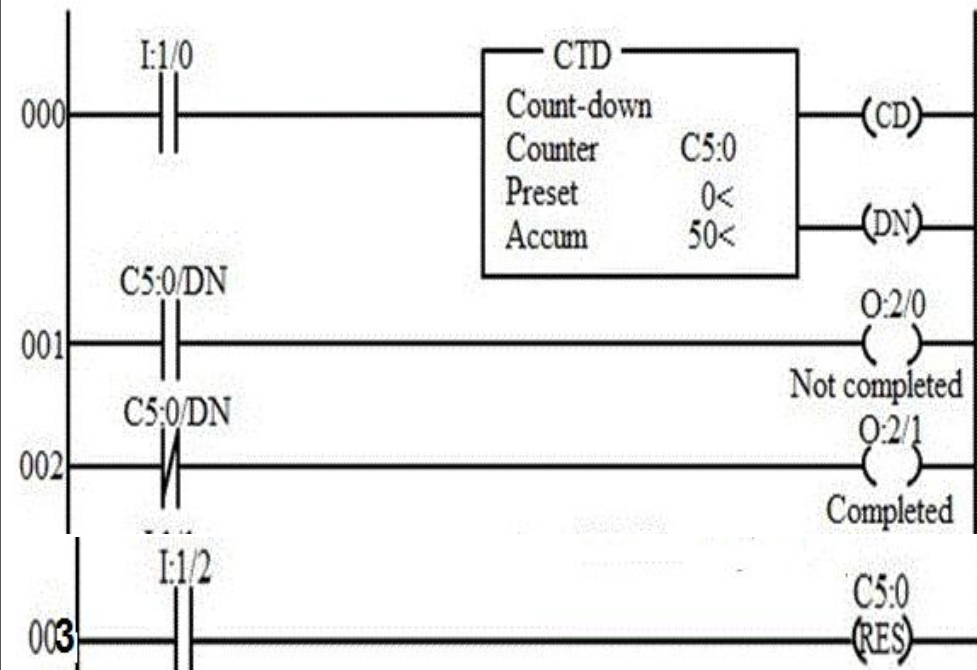 I:1/0
CTD
000
Count-down
Counter C5:0
Preset 0<
Accum 50<
(CD)
(DN)
C5:0/DN
O:2/0
001
Not completed
C5:0/DN
O:2/1
002
Completed
I:1/2
C5:0
003
(RES)